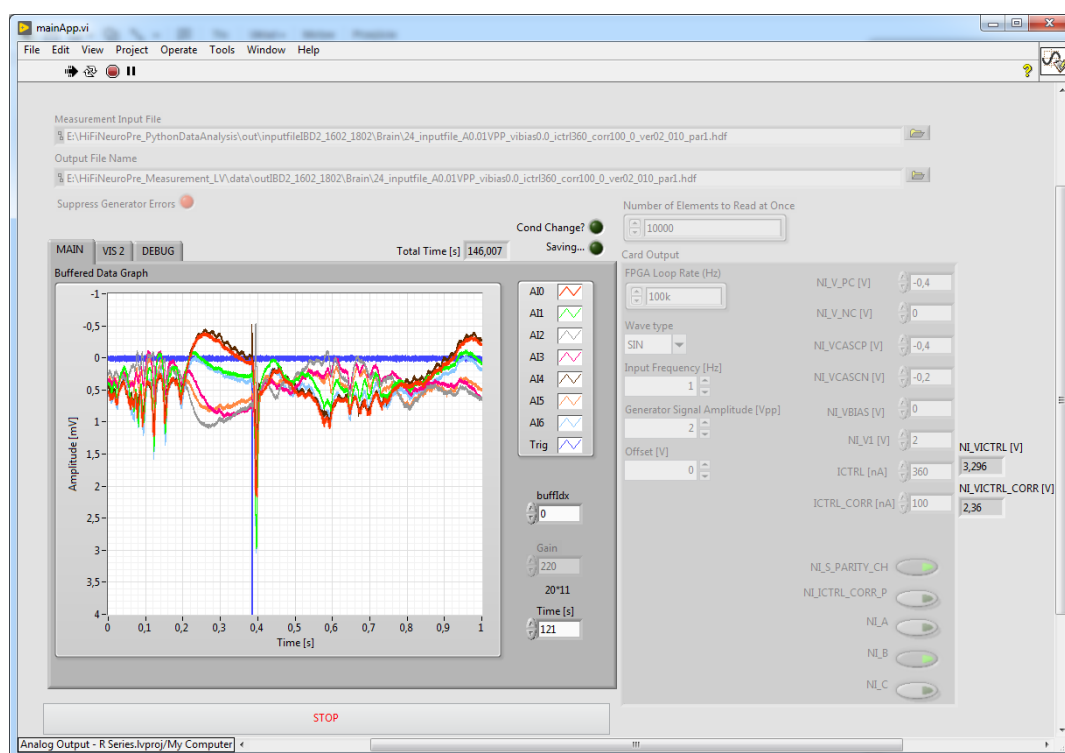 mainApp.vi
File Edit View Project Operate Tools Window Help
Measurement Input File
E:\HiFiNeuroPre_PythonDataAnalysis\out\inputfileIBD2_1602_1802\Brain\24_inputfile_A0.01VPP_vibias0.0_ictrl360_corr100_0_ver02_010_par1.hdf
Output File Name
E:\HiFiNeuroPre_Measurement_LV\data\outIBD2_1602_1802\Brain\24_inputfile_A0.01VPP_vibias0.0_ictrl360_corr100_0_ver02_010_par1.hdf
Suppress Generator Errors
Cond Change?
Saving...
MAIN VIS 2 DEBUG
Total Time [s] 146,007
Buffered Data Graph
-1
-0,5
0
0,5
1
1,5
2
2,5
3
3,5
4
Amplitude [mV]
0 0,1 0,2 0,3 0,4 0,5 0,6 0,7 0,8 0,9 1
Time [s]
AI0
AI1
AI2
AI3
AI4
AI5
AI6
Trig
buffIdx
0
Gain
220
20*11
Time [s]
121
Number of Elements to Read at Once
10000
Card Output
FPGA Loop Rate (Hz)
100k
Wave type
SIN
Input Frequency [Hz]
1
Generator Signal Amplitude [Vpp]
2
Offset [V]
0
NI_V_PC [V] -0,4
NI_V_NC [V] 0
NI_VCASCP [V] -0,4
NI_VCASCN [V] -0,2
NI_VBIAS [V] 0
NI_V1 [V] 2
ICTRL [nA] 360
ICTRL_CORR [nA] 100
NI_VICTRL [V]
3,296
NI_VICTRL_CORR [V]
2,36
NI_S_PARITY_CH
NI_ICTRL_CORR_P
NI_A
NI_B
NI_C
STOP
Analog Output - R Series.lvproj/My Computer